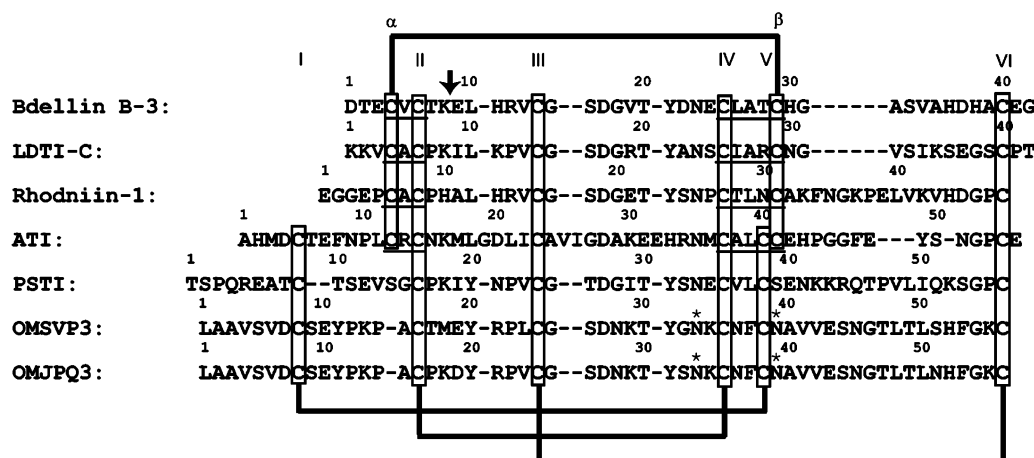 α β
I II III IV V VI
1 10 20 30 40
Bdellin B-3: DTECVCTKEL-HRVCG--SDGVT-YDNECLATCHG------ASVAHDHACEG
1 10 20 30 40
LDTI-C: KKVCACPKIL-KPVCG--SDGRT-YANSCIARCNG------VSIKSEGSCPT
1 10 20 30 40
Rhodniin-1: EGGEPCACPHAL-HRVCG--SDGET-YSNPCTLNCAKFNGKPELVKVHDGPC
1 10 20 30 40 50
ATI: AHMDCTEFNPLCRCNKMLGDLICAVIGDAKEEHRNMCALCCEHPGGFE---YS-NGPCE
1 10 20 30 40 50
PSTI: TSPQREATC--TSEVSGCPKIY-NPVCG--TDGITY-SNECVLCSENKKRQTPVLIQKSGPC
1 10 20 30 40 50
* *
OMSVP3: LAAVSVDCSEYPKP-ACTMEY-RPLCG--SDNKT-YGNKCNFCNAVVESNGTLTLSHFGKC
1 10 20 30 40 50
* *
OMJPQ3: LAAVSVDCSEYPKP-ACPKDY-RPVCG--SDNKT-YSNKCNFCNAVVESNGTLTLNHFGKC